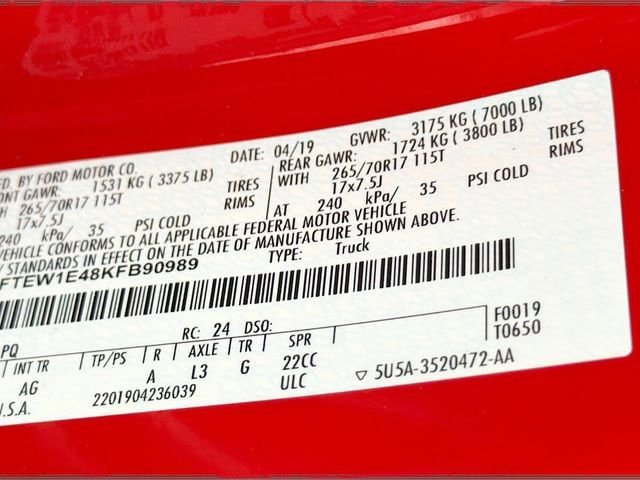 FD. BY FORD MOTOR CO.
DATE: 04/19 GVWR: 3175 KG ( 7000 LB)
ONT GAWR: 1531 KG ( 3375 LB)
REAR GAWR: 1724 KG ( 3800 LB)
H 265/70R17 115T TIRES
WITH 265/70R17 115T TIRES
17x7.5J RIMS
17x7.5J RIMS
240 kPa/ 35 PSI COLD
AT 240 kPa/ 35 PSI COLD
VEHICLE CONFORMS TO ALL APPLICABLE FEDERAL MOTOR VEHICLE
Y STANDARDS IN EFFECT ON THE DATE OF MANUFACTURE SHOWN ABOVE.
FTEW1E48KFB90989 TYPE: Truck
F0019
T0650
PQ RC: 24 DSO:
INT TR TP/PS R AXLE TR SPR
AG A L3 G 22CC
U.S.A. 2201904236039 ULC ▽ 5U5A-3520472-AA